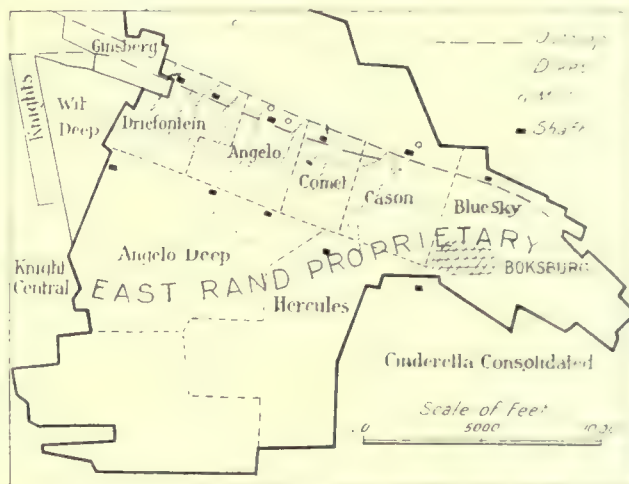 Ginsberg
Knights
Wit
Deep
Driefontein
Angelo
Comet
Cason
Blue Sky
Shaft
Knight
Central
Angelo Deep
EAST RAND PROPRIETARY
BOKSBURG
Hercules
Cinderella Consolidated
Scale of Feet
0 5000